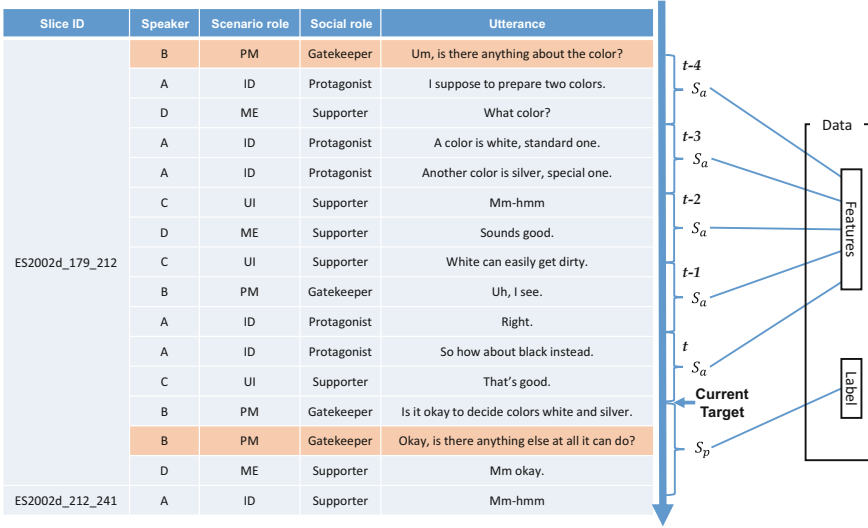 Slice ID Speaker Scenario role Social role Utterance
B PM Gatekeeper Um, is there anything about the color?
A ID Protagonist I suppose to prepare two colors.
D ME Supporter What color?
A ID Protagonist A color is white, standard one.
A ID Protagonist Another color is silver, special one.
C UI Supporter Mm-hmm
D ME Supporter Sounds good.
ES2002d_179_212 C UI Supporter White can easily get dirty.
B PM Gatekeeper Uh, I see.
A ID Protagonist Right.
A ID Protagonist So how about black instead.
C UI Supporter That's good.
B PM Gatekeeper Is it okay to decide colors white and silver.
B PM Gatekeeper Okay, is there anything else at all it can do?
D ME Supporter Mm okay.
ES2002d_212_241 A ID Supporter Mm-hmm
t-4
Sa
t-3
Sa
t-2
Sa
t-1
Sa
t
Sa
Current
Target
Sp
Data
Features
Label